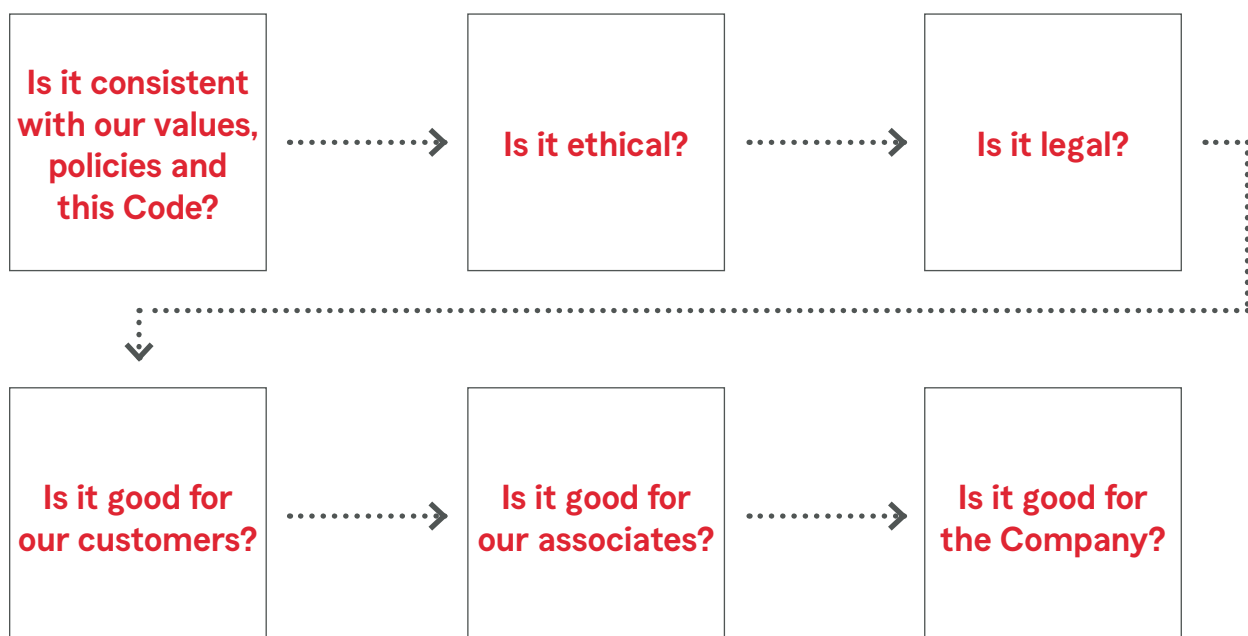 Is it consistent
with our values,
policies and
this Code?
Is it ethical?
Is it legal?
Is it good for
our customers?
Is it good for
our associates?
Is it good for
the Company?